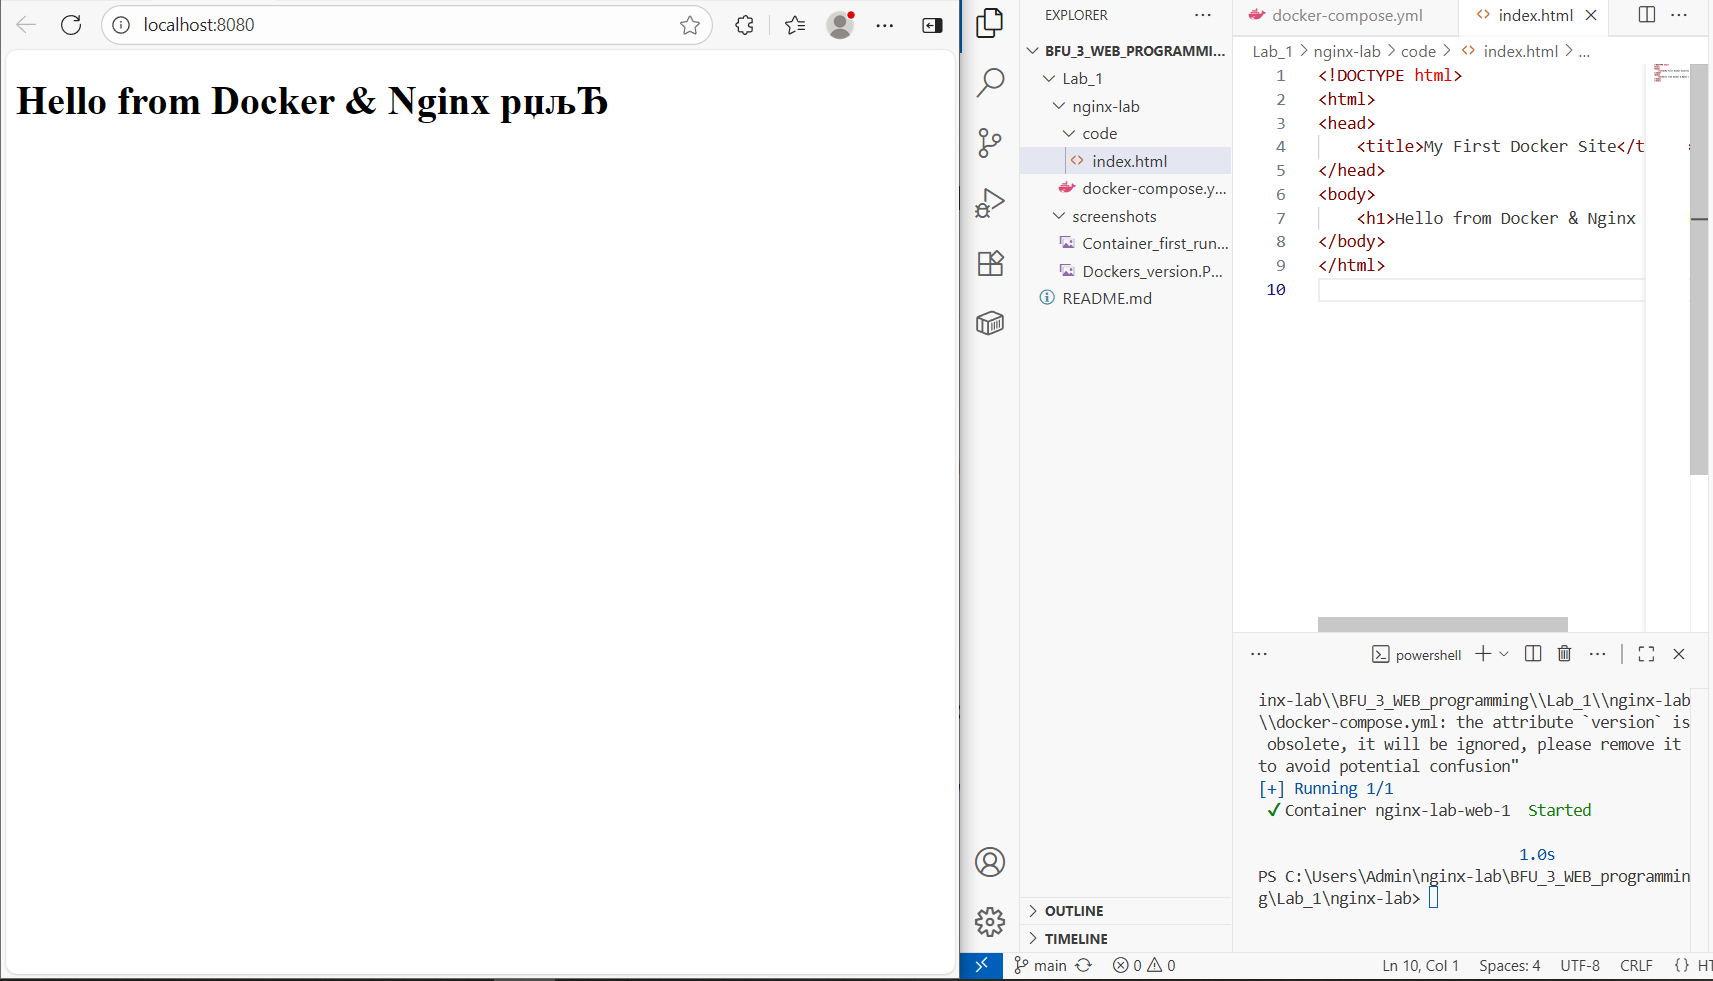 localhost:8080
Hello from Docker & Nginx рџљЂ
EXPLORER
BFU_3_WEB_PROGRAMMI...
Lab_1
nginx-lab
code
index.html
docker-compose.y...
screenshots
Container_first_run...
Dockers_version.P...
README.md
OUTLINE
TIMELINE
docker-compose.yml
index.html
Lab_1 > nginx-lab > code > index.html > ...
1 <!DOCTYPE html>
2 <html>
3 <head>
4 <title>My First Docker Site</t
5 </head>
6 <body>
7 <h1>Hello from Docker & Nginx
8 </body>
9 </html>
10
powershell
inx-lab\\BFU_3_WEB_programming\\Lab_1\\nginx-lab
\\docker-compose.yml: the attribute `version` is
obsolete, it will be ignored, please remove it
to avoid potential confusion"
[+] Running 1/1
✓ Container nginx-lab-web-1 Started
1.0s
PS C:\Users\Admin\nginx-lab\BFU_3_WEB_programmin
g\Lab_1\nginx-lab>
main 0 0 Ln 10, Col 1 Spaces: 4 UTF-8 CRLF {} HT